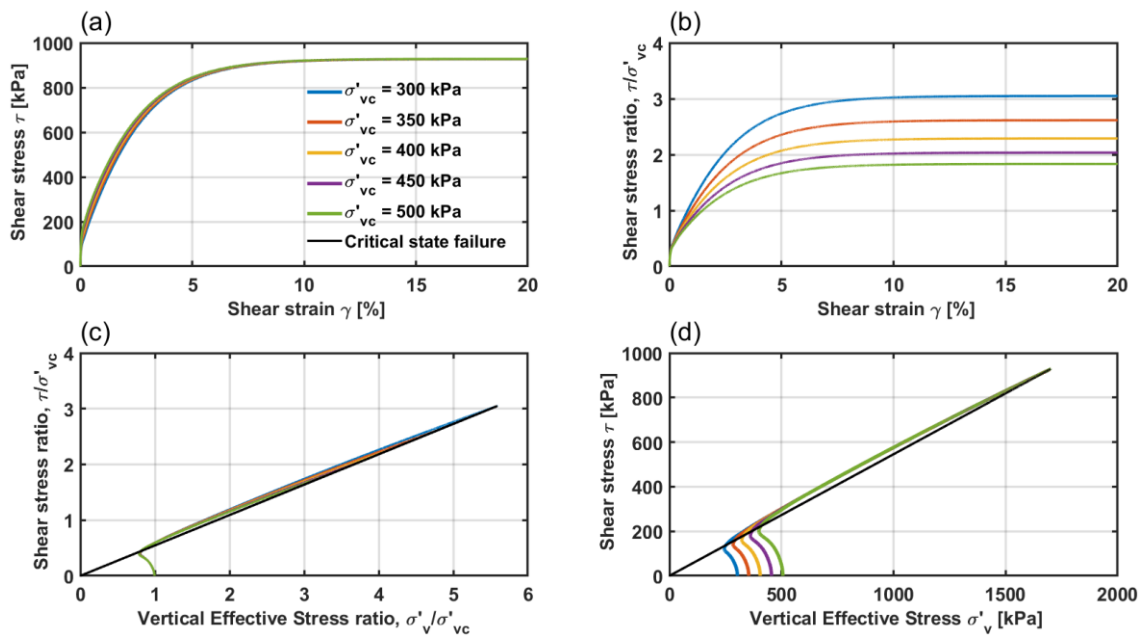 (a)
1000
800
600
400
200
0
Shear stress τ [kPa]
σ'vc = 300 kPa
σ'vc = 350 kPa
σ'vc = 400 kPa
σ'vc = 450 kPa
σ'vc = 500 kPa
Critical state failure
0 5 10 15 20
Shear strain γ [%]
(b)
4
3
2
1
0
Shear stress ratio, τ/σ'vc
0 5 10 15 20
Shear strain γ [%]
(c)
4
3
2
1
0
Shear stress ratio, τ/σ'vc
0 1 2 3 4 5 6
Vertical Effective Stress ratio, σ'v/σ'vc
(d)
1000
800
600
400
200
0
Shear stress τ [kPa]
0 500 1000 1500 2000
Vertical Effective Stress σ'v [kPa]